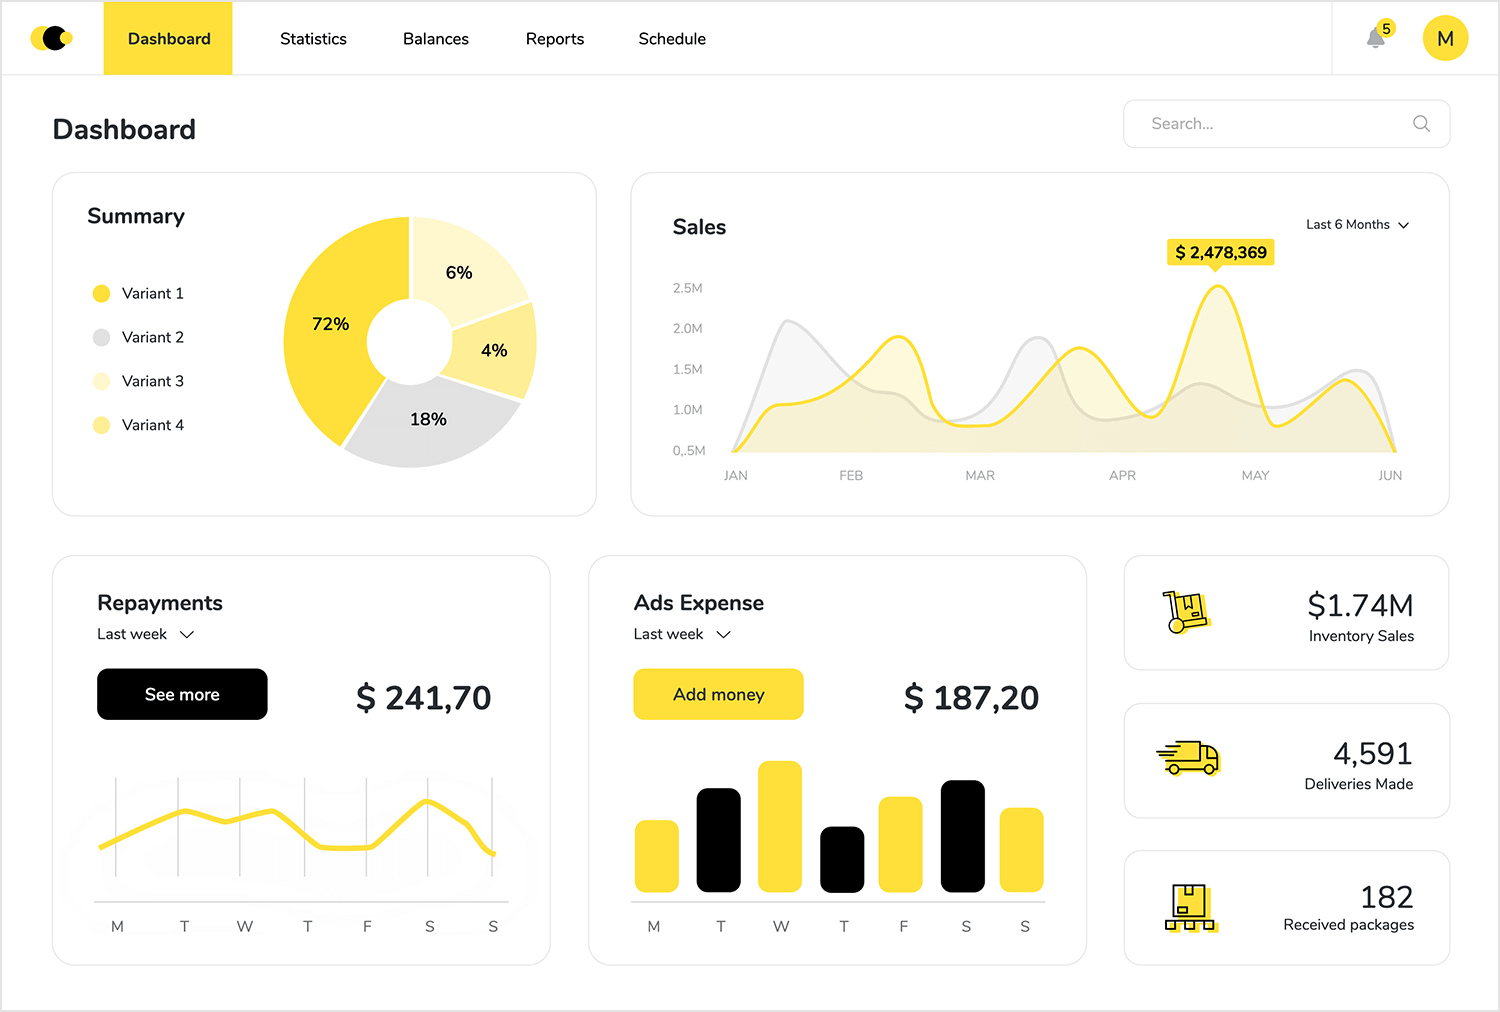 Dashboard
Statistics
Balances
Reports
Schedule
5
M
Dashboard
Search...
Summary
Variant 1
Variant 2
Variant 3
Variant 4
72%
6%
4%
18%
Sales
Last 6 Months
$ 2,478,369
2.5M
2.0M
1.5M
1.0M
0,.5M
JAN FEB MAR APR MAY JUN
Repayments
Last week
See more
$ 241,70
M T W T F S S
Ads Expense
Last week
Add money
$ 187,20
M T W T F S S
$1.74M
Inventory Sales
4,591
Deliveries Made
182
Received packages